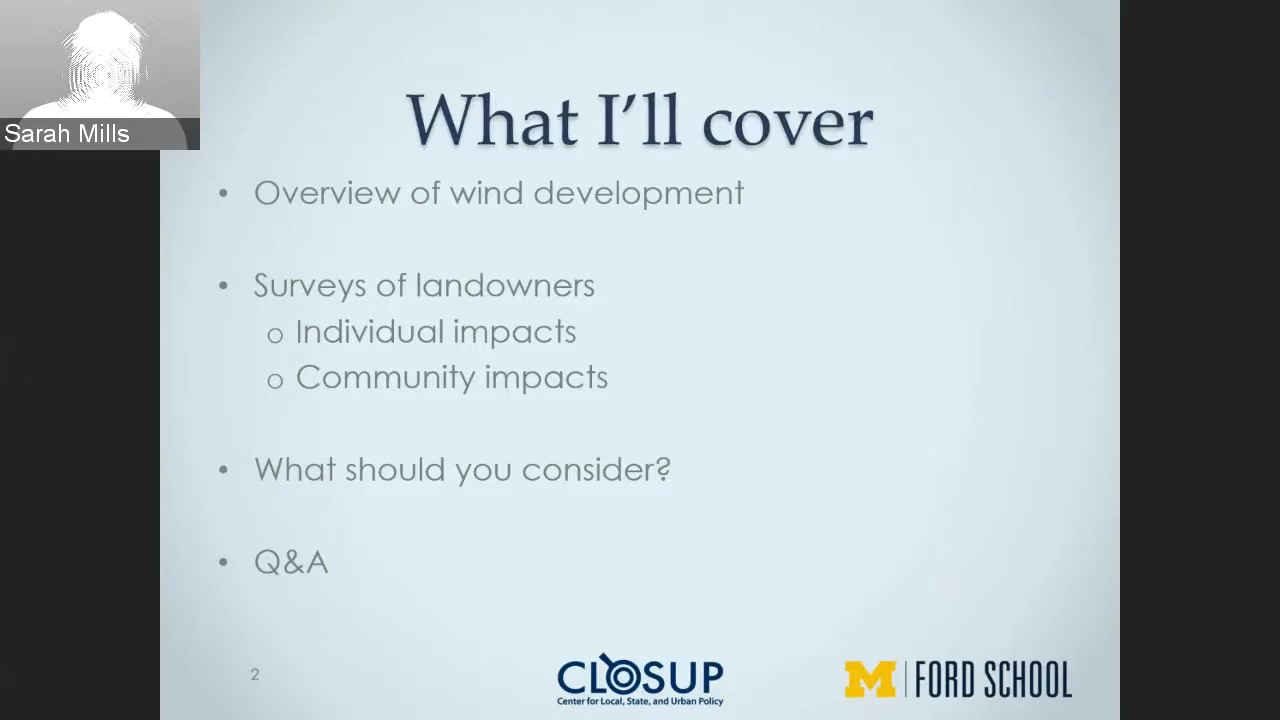 Sarah Mills
What I'll cover
• Overview of wind development
• Surveys of landowners
o Individual impacts
o Community impacts
• What should you consider?
• Q&A
2
CLOSUP
Center for Local, State, and Urban Policy
M FORD SCHOOL